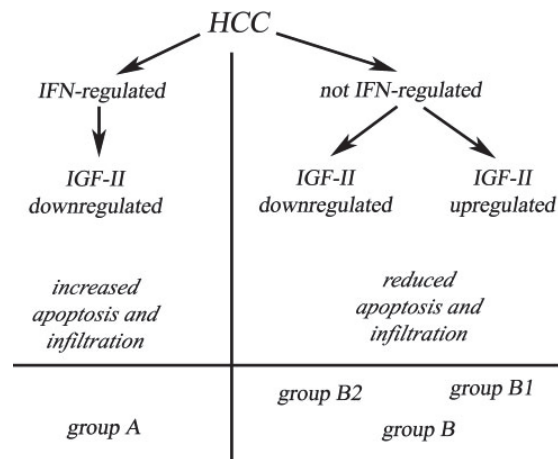 HCC
IFN-regulated
not IFN-regulated
IGF-II
downregulated
IGF-II
downregulated
IGF-II
upregulated
increased
apoptosis and
infiltration
reduced
apoptosis and
infiltration
group A
group B2
group B1
group B